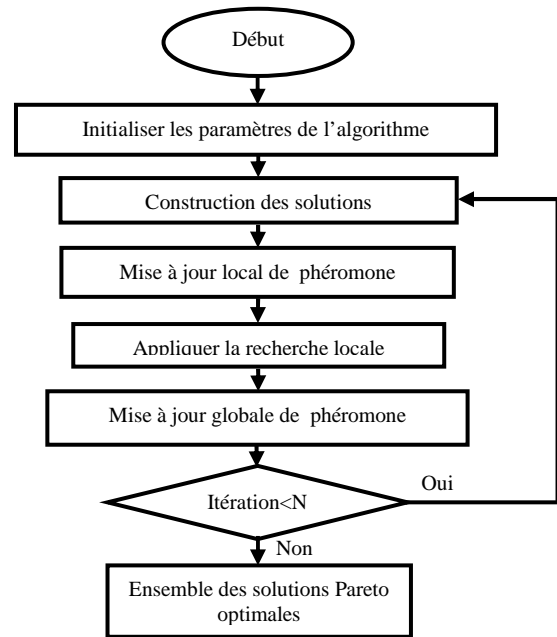 Début
Initialiser les paramètres de l’algorithme
Construction des solutions
Mise à jour local de phéromone
Appliquer la recherche locale
Mise à jour globale de phéromone
Itération<N
Oui
Non
Ensemble des solutions Pareto
optimales